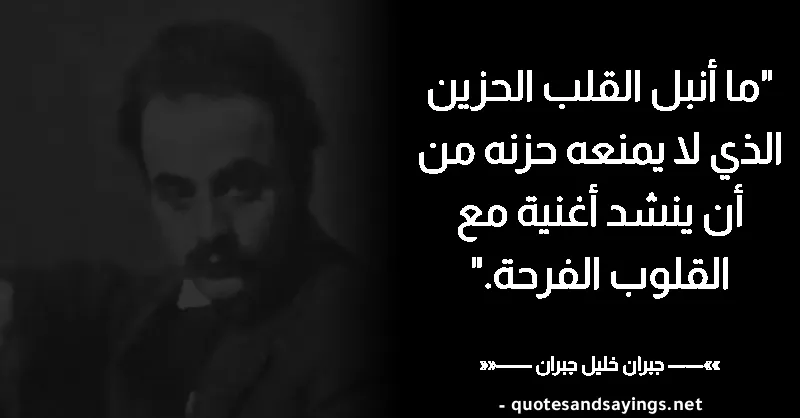 "ما أنبل القلب الحزين
الذي لا يمنعه حزنه من
أن ينشد أغنية مع
القلوب الفرحة."
»»—— جبران خليل جبران ——««
- quotesandsayings.net